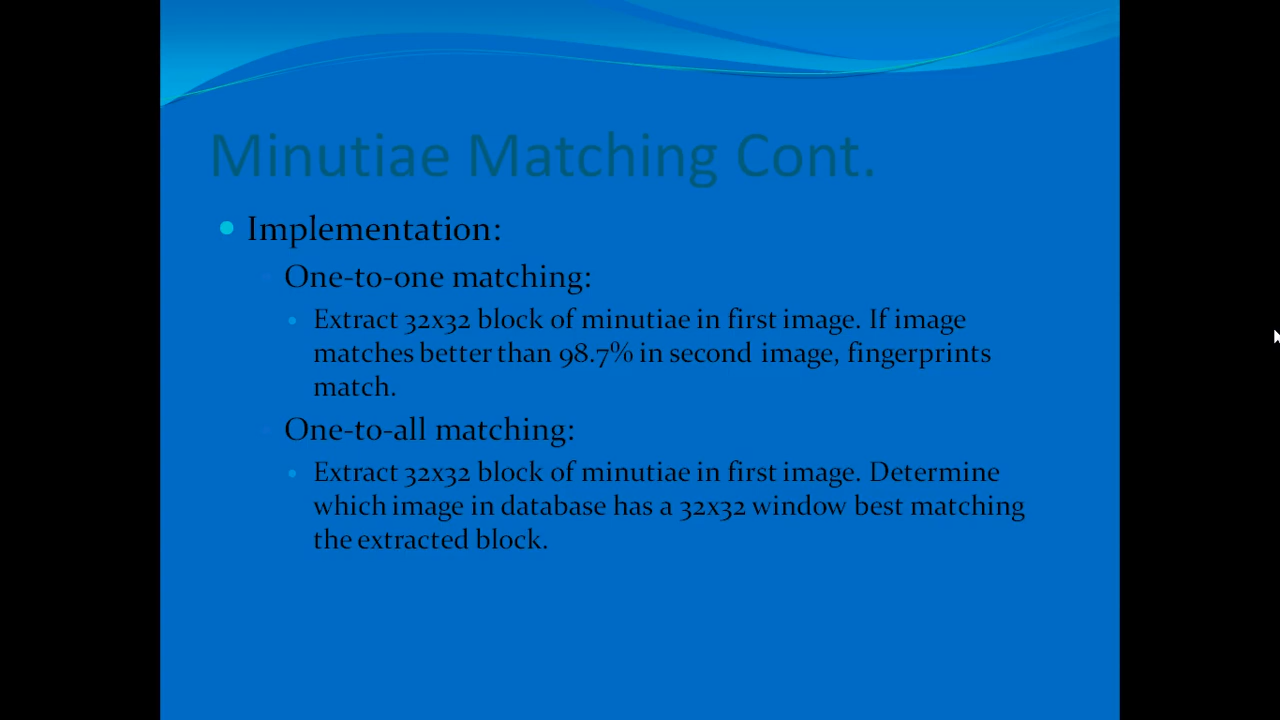 Minutiae Matching Cont.
Implementation:
One-to-one matching:
Extract 32x32 block of minutiae in first image. If image
matches better than 98.7% in second image, fingerprints
match.
One-to-all matching:
Extract 32x32 block of minutiae in first image. Determine
which image in database has a 32x32 window best matching
the extracted block.